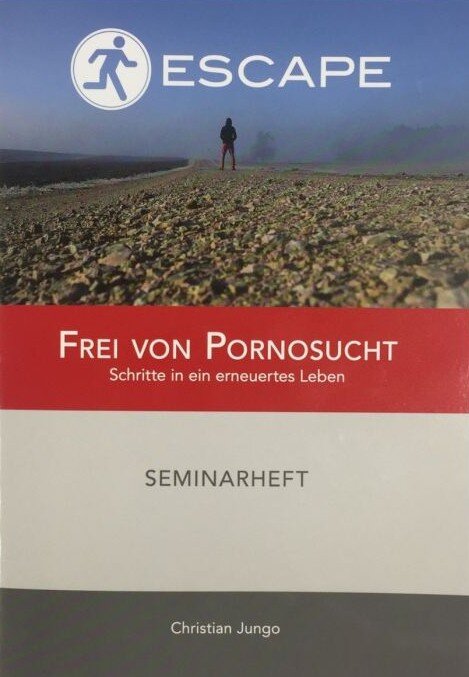 ESCAPE
FREI VON PORNOSUCHT
Schritte in ein erneuertes Leben
SEMINARHEFT
Christian Jungo